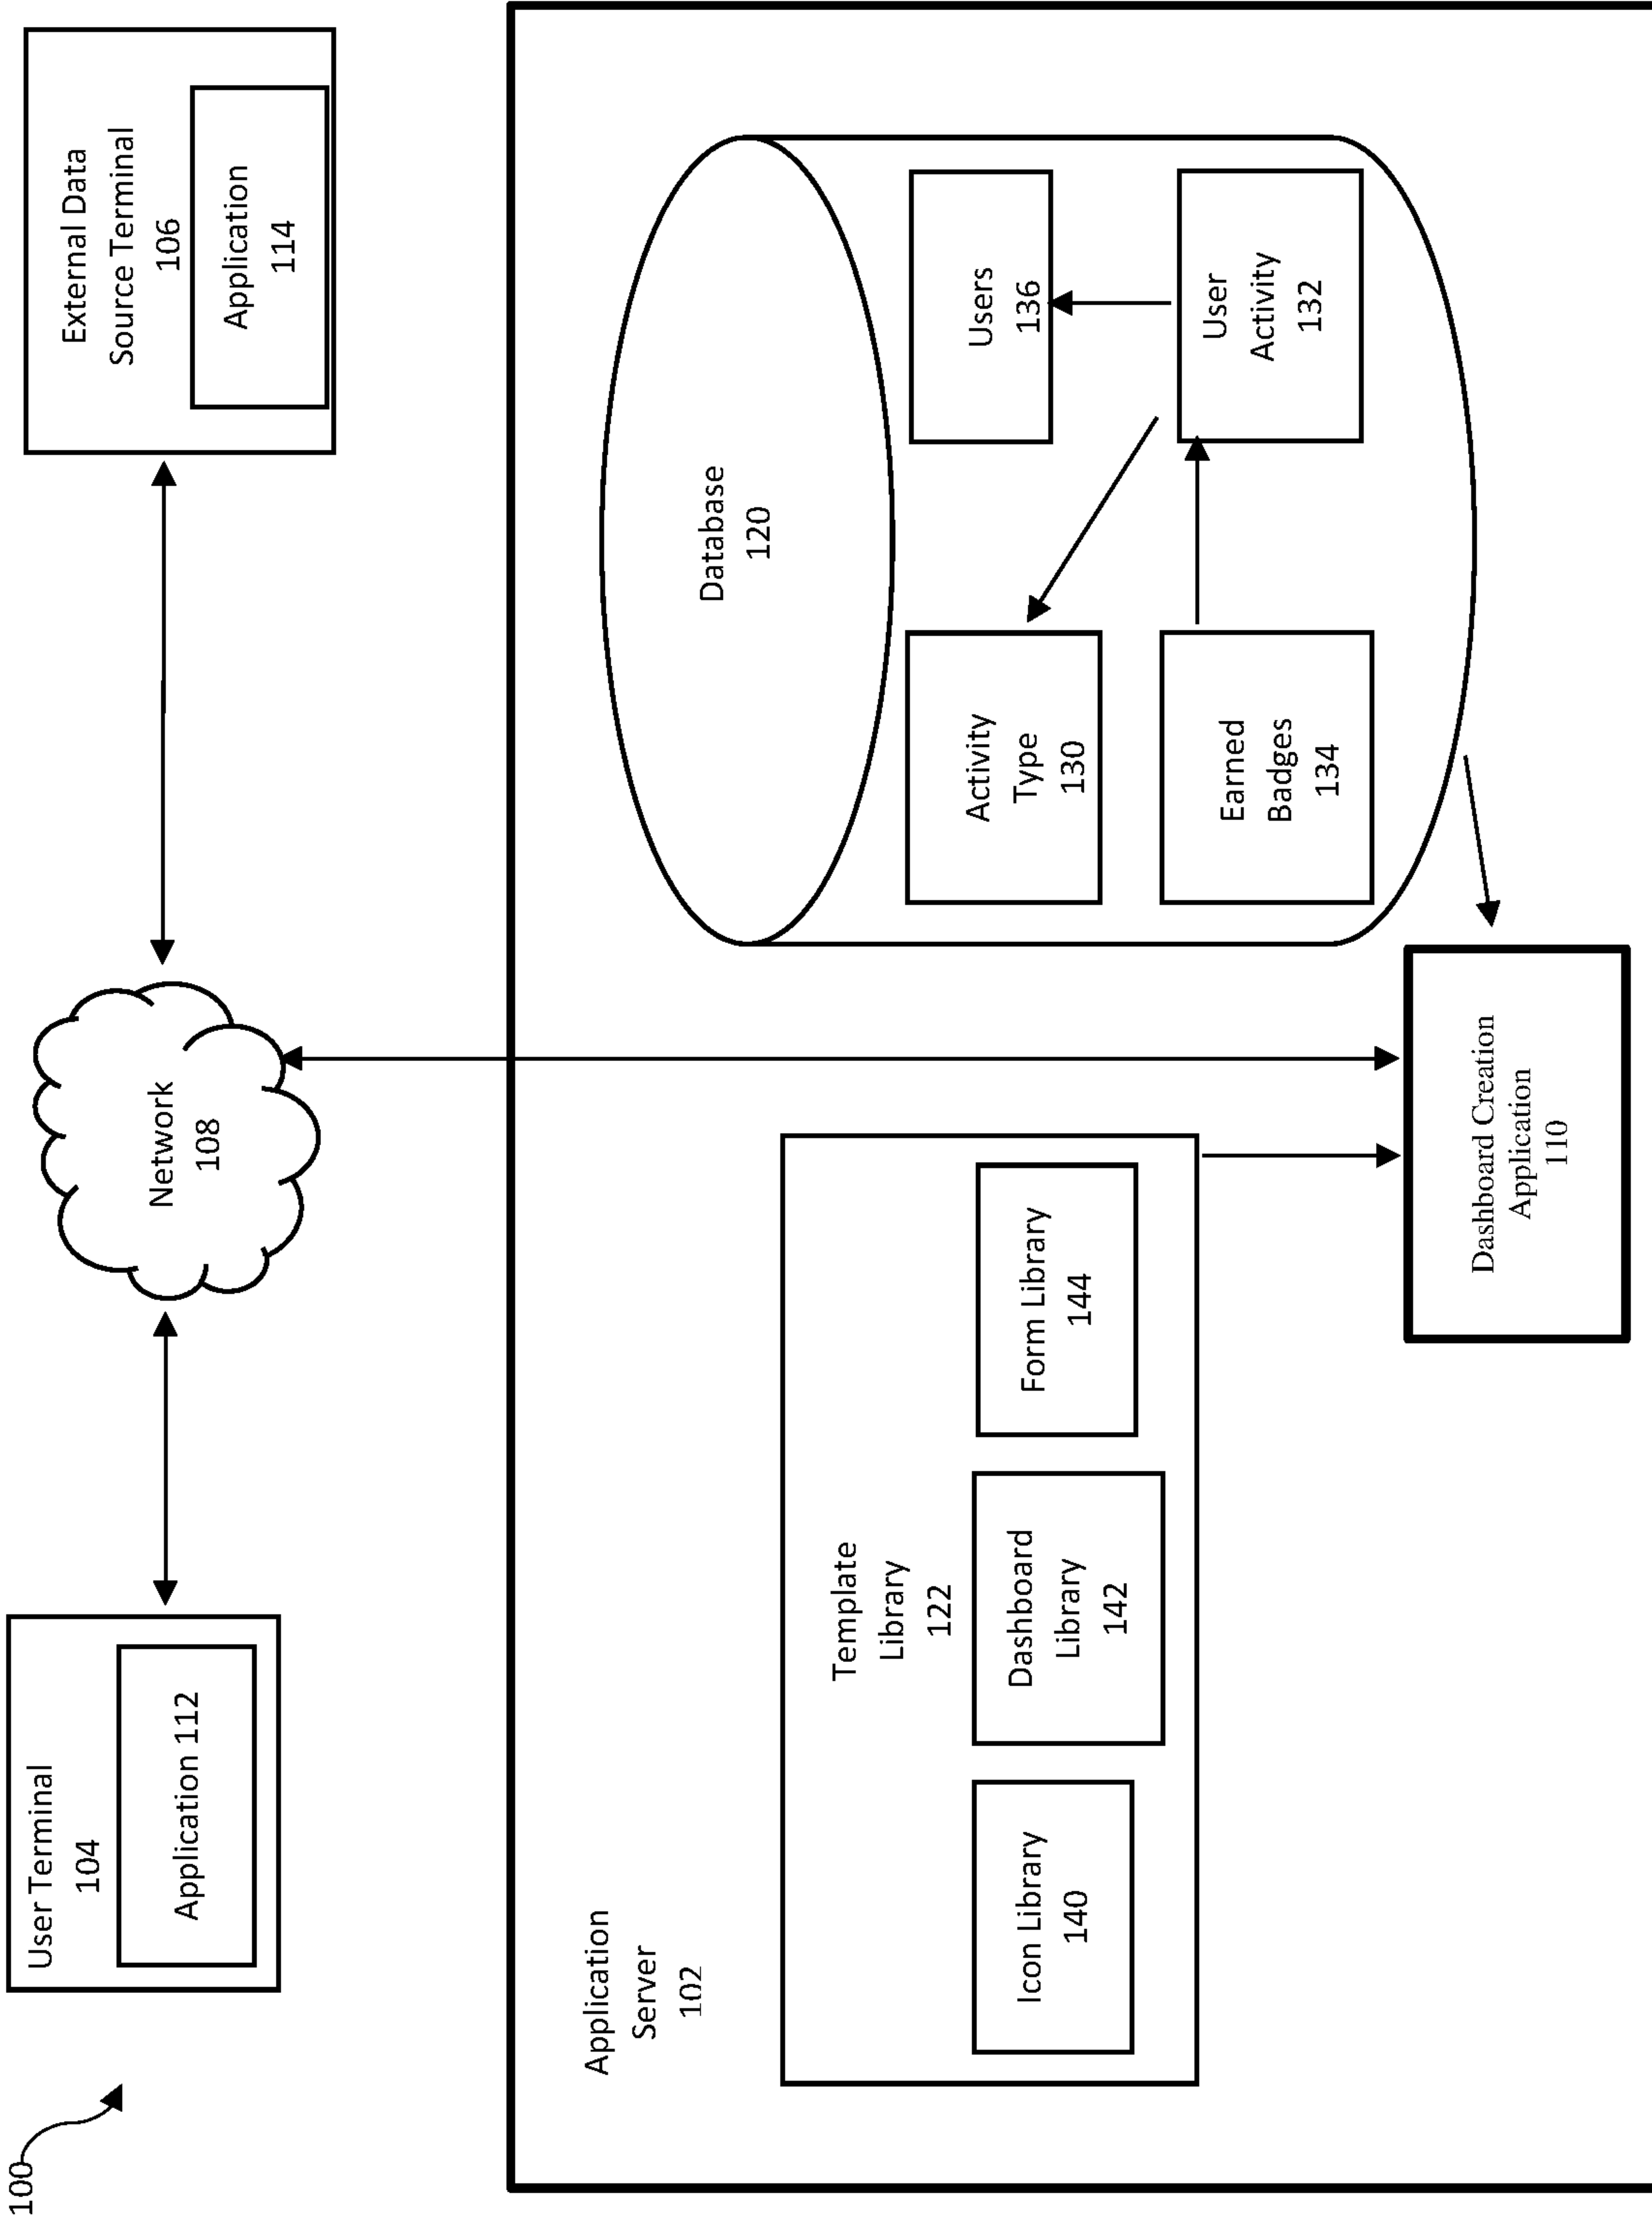 100
User Terminal
104
Application 112
Network
108
External Data
Source Terminal
106
Application
114
Application
Server
102
Template
Library
122
Icon Library
140
Dashboard
Library
142
Form Library
144
Database
120
Activity
Type
130
Users
136
Earned
Badges
134
User
Activity
132
Dashboard Creation
Application
110